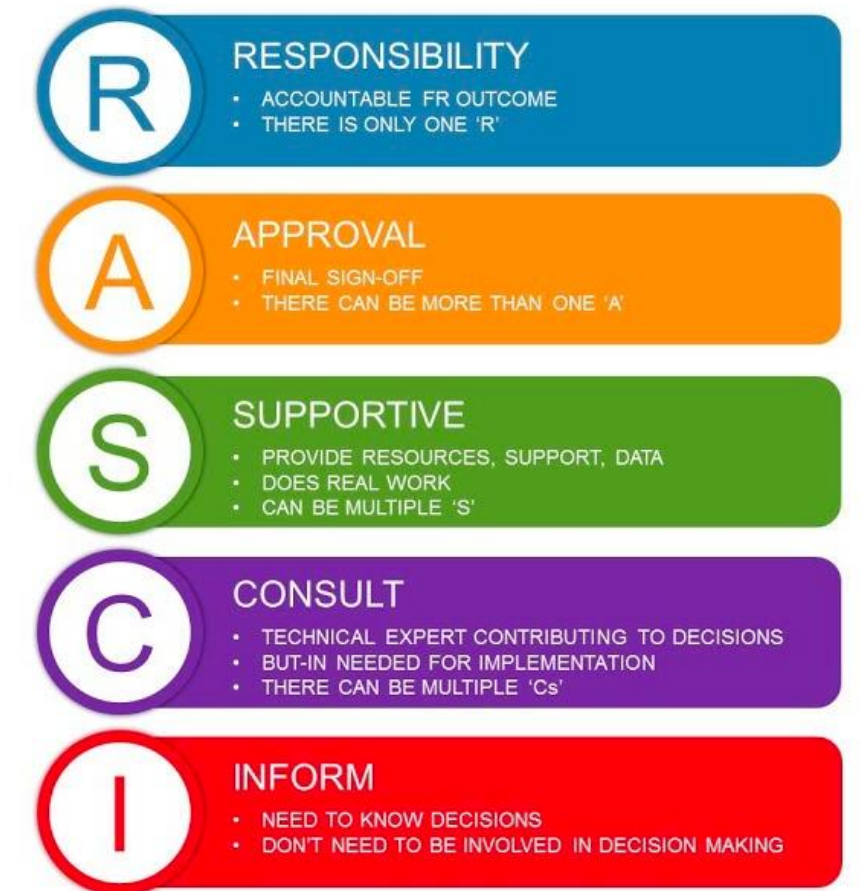 R
RESPONSIBILITY
• ACCOUNTABLE FR OUTCOME
• THERE IS ONLY ONE ‘R’
A
APPROVAL
• FINAL SIGN-OFF
• THERE CAN BE MORE THAN ONE ‘A’
S
SUPPORTIVE
• PROVIDE RESOURCES, SUPPORT, DATA
• DOES REAL WORK
• CAN BE MULTIPLE ‘S’
C
CONSULT
• TECHNICAL EXPERT CONTRIBUTING TO DECISIONS
• BUT-IN NEEDED FOR IMPLEMENTATION
• THERE CAN BE MULTIPLE ‘Cs’
I
INFORM
• NEED TO KNOW DECISIONS
• DON’T NEED TO BE INVOLVED IN DECISION MAKING